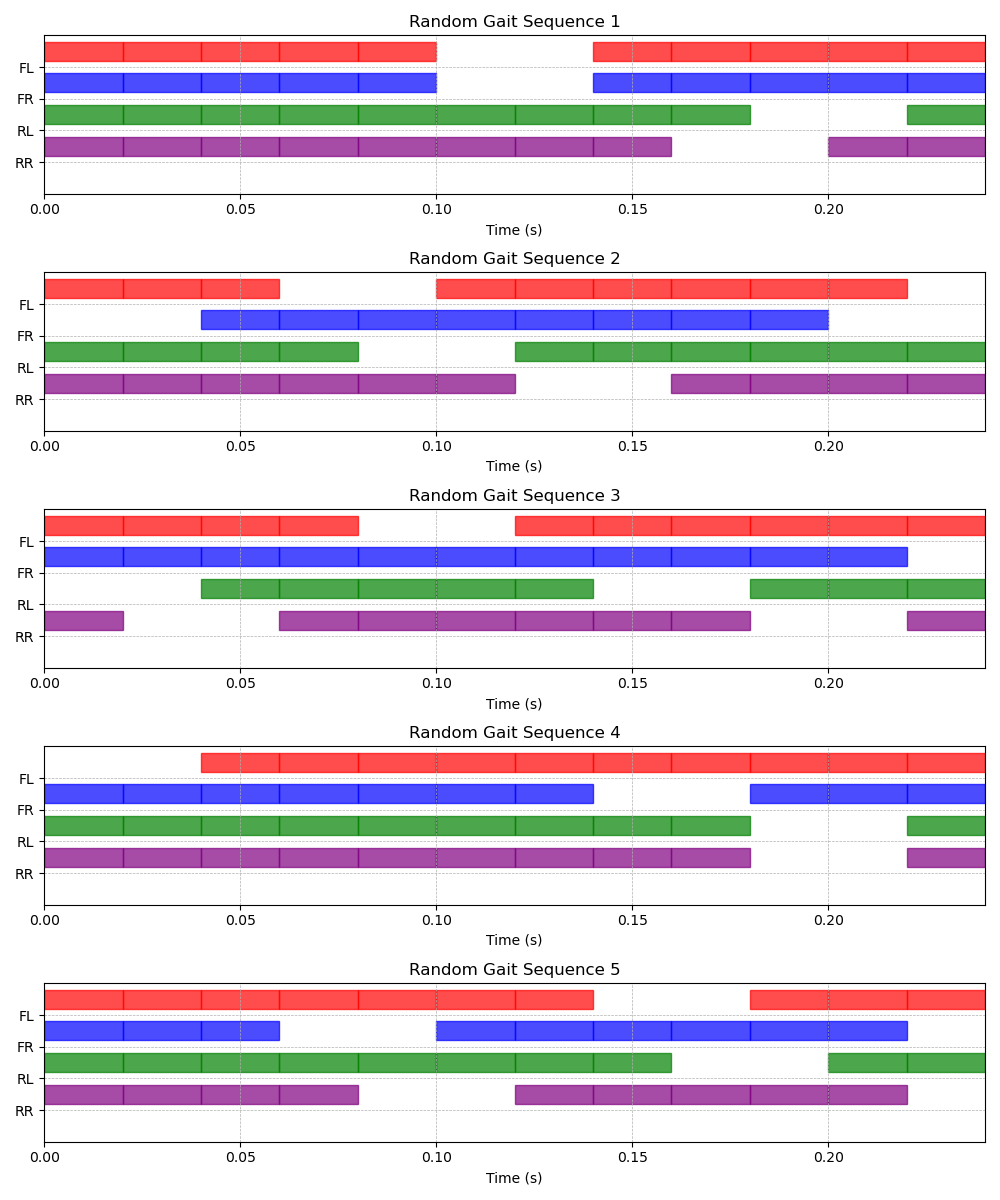 Random Gait Sequence 1
FL
FR
RL
RR
0.00 0.05 0.10 0.15 0.20
Time (s)
Random Gait Sequence 2
FL
FR
RL
RR
0.00 0.05 0.10 0.15 0.20
Time (s)
Random Gait Sequence 3
FL
FR
RL
RR
0.00 0.05 0.10 0.15 0.20
Time (s)
Random Gait Sequence 4
FL
FR
RL
RR
0.00 0.05 0.10 0.15 0.20
Time (s)
Random Gait Sequence 5
FL
FR
RL
RR
0.00 0.05 0.10 0.15 0.20
Time (s)